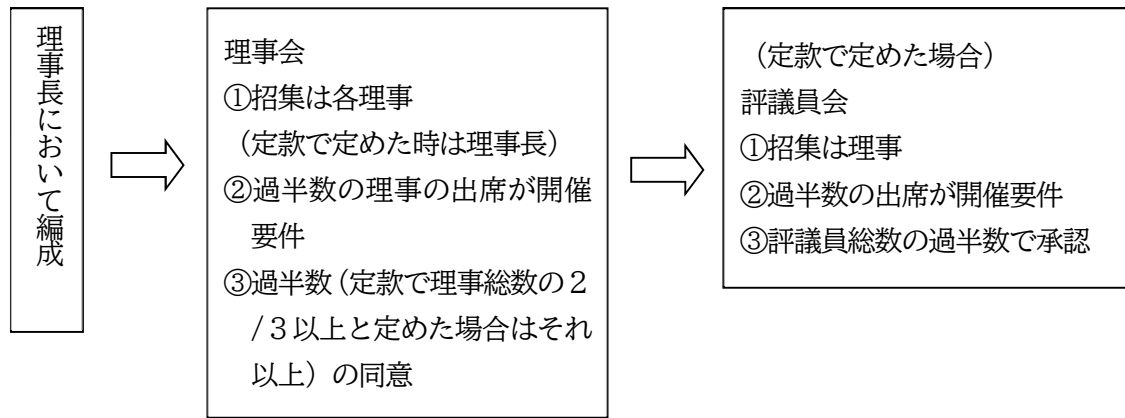 理事長において編成
理事会
①招集は各理事
（定款で定めた時は理事長）
②過半数の理事の出席が開催
要件
③過半数（定款で理事総数の２
/３以上と定めた場合はそれ
以上）の同意
（定款で定めた場合）
評議員会
①招集は理事
②過半数の出席が開催要件
③評議員総数の過半数で承認